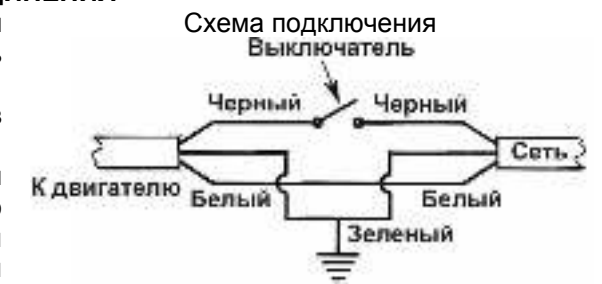 Схема подключения
Выключатель
Черный Черный
Сеть
К двигателю Белый Белый
Зеленый